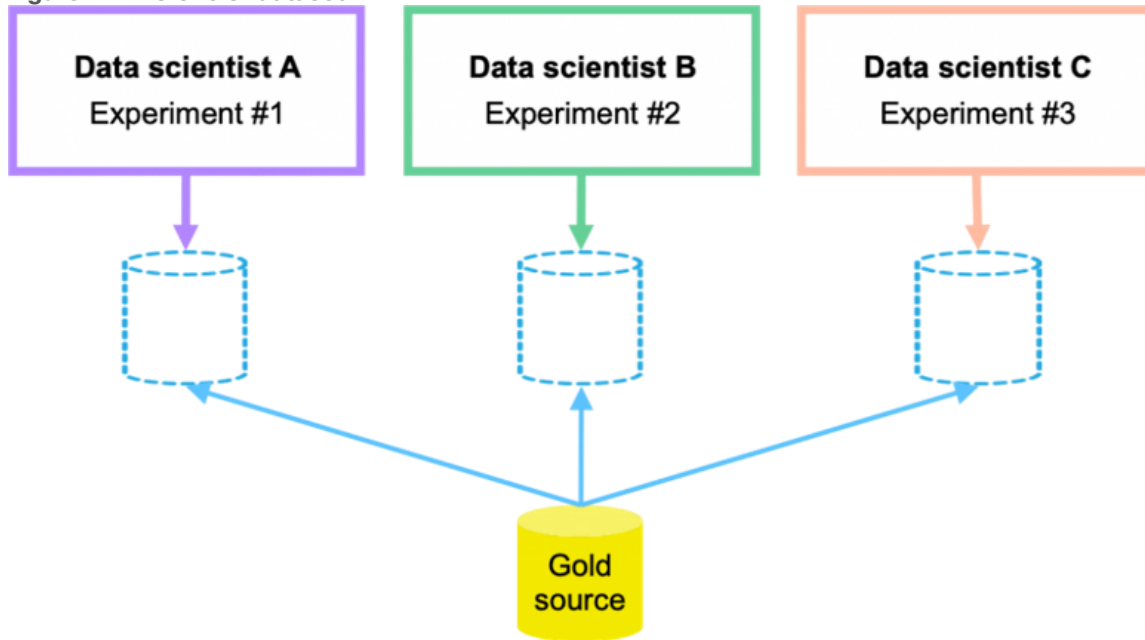 Data scientist A
Experiment #1
Data scientist B
Experiment #2
Data scientist C
Experiment #3
Gold
source